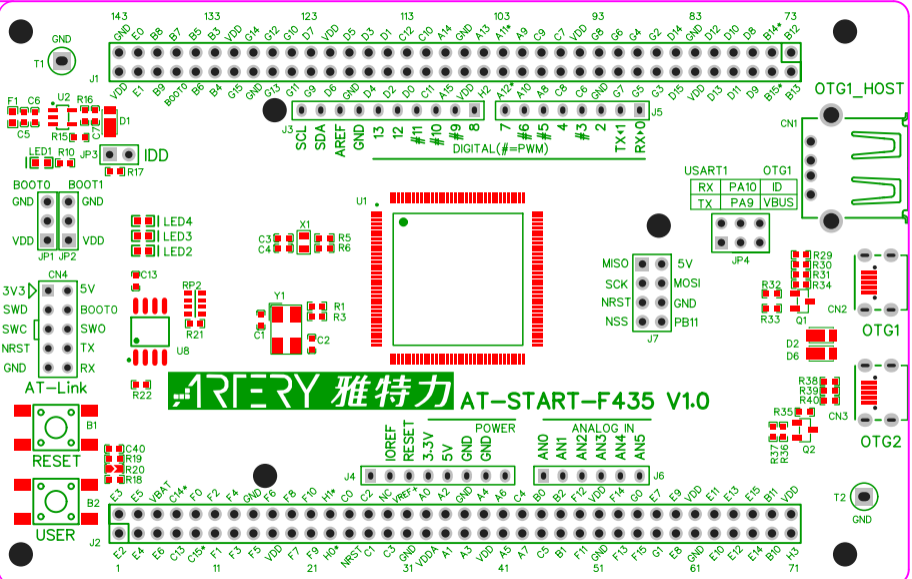 143 133 123 113 103 93 83 73
GND E0 B8 B7 B5 B3 VDD G14 G12 G10 D7 VDD D5 D3 D1 C12 C10 A14 GND A13 A11* A9 C9 C7 VDD G8 G6 G4 G2 D14 GND D12 D10 D8 B14* B12
J1
VDD E1 B9 BOOT0 B6 B4 G15 GND G13 G11 G9 D6 GND D4 D2 D0 C11 A15 VDD H2 A12* A10 A8 C8 C6 GND G7 G5 G3 D15 VDD D13 D11 D9 B15* B13
GND
T1
F1 C6
C5
U2
R16
C7
R15
D1
LED1 R10
JP3 IDD
R17
J3
SCL SDA AREF GND 13 12 #11 #10 #9 8
7 #6 #5 4 #3 2 TX→1 RX←0
J5
DIGITAL(#=PWM)
OTG1_HOST
CN1
USART1 OTG1
RX PA10 ID
TX PA9 VBUS
JP4
BOOT0 BOOT1
GND GND
VDD VDD
JP1 JP2
LED4
LED3
LED2
U1
X1
C3 R5
C4 R6
CN4
3V3 5V
SWD BOOT0
SWC SWO
NRST TX
GND RX
AT-Link
C13
RP2
R21
U8
R22
Y1
C1
R1
R3
C2
MISO 5V
SCK MOSI
NRST GND
NSS PB11
J7
R29
R30
R31
R34
R32
R33
Q1
CN2
OTG1
D2
D6
R38
R39
R40
R35
R37 R36
Q2
CN3
OTG2
ARTERY 雅特力 AT-START-F435 V1.0
B1
RESET
C40
R19
R20
R18
B2
USER
POWER
ANALOG IN
J4
IOREF RESET 3.3V 5V GND GND
AN0 AN1 AN2 AN3 AN4 AN5
J6
T2
GND
41
E3 E5 VBAT C14* F0 F2 F4 GND F6 F8 F10 H1* C0 C2 NC VREF+ A0 A2 GND A4 A6 C4 B0 B2 F12 VDD F14 G0 E7 E9 VDD E11 E13 E15 B10 VDD
J2
E2 E4 E6 C13 C15* F1 F3 F5 VDD F7 F9 H0* NRST C1 C3 GND VDDA A1 A3 VDD A5 A7 C5 B1 F11 GND F13 F15 G1 E8 GND E10 E12 E14 B11 H3
1 11 21 31 51 61 71